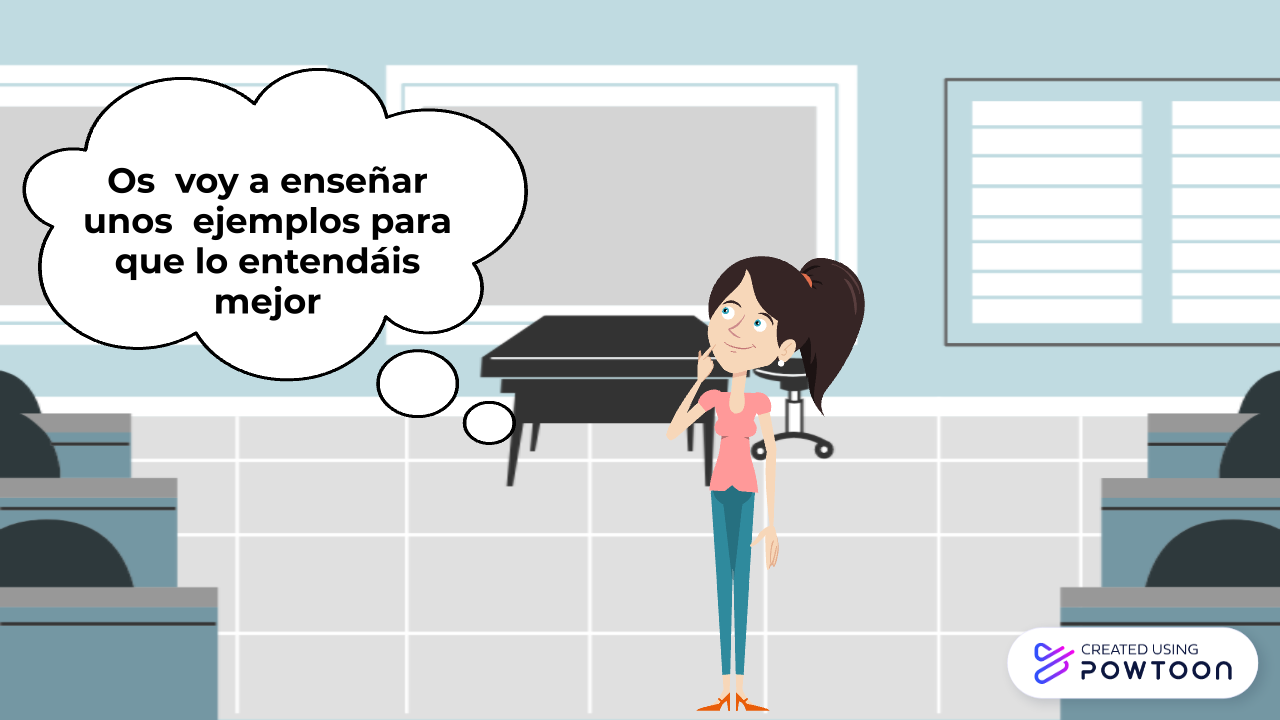 Os  voy a enseñar
unos  ejemplos para
que lo entendáis
mejor
CREATED USING
POWTOON